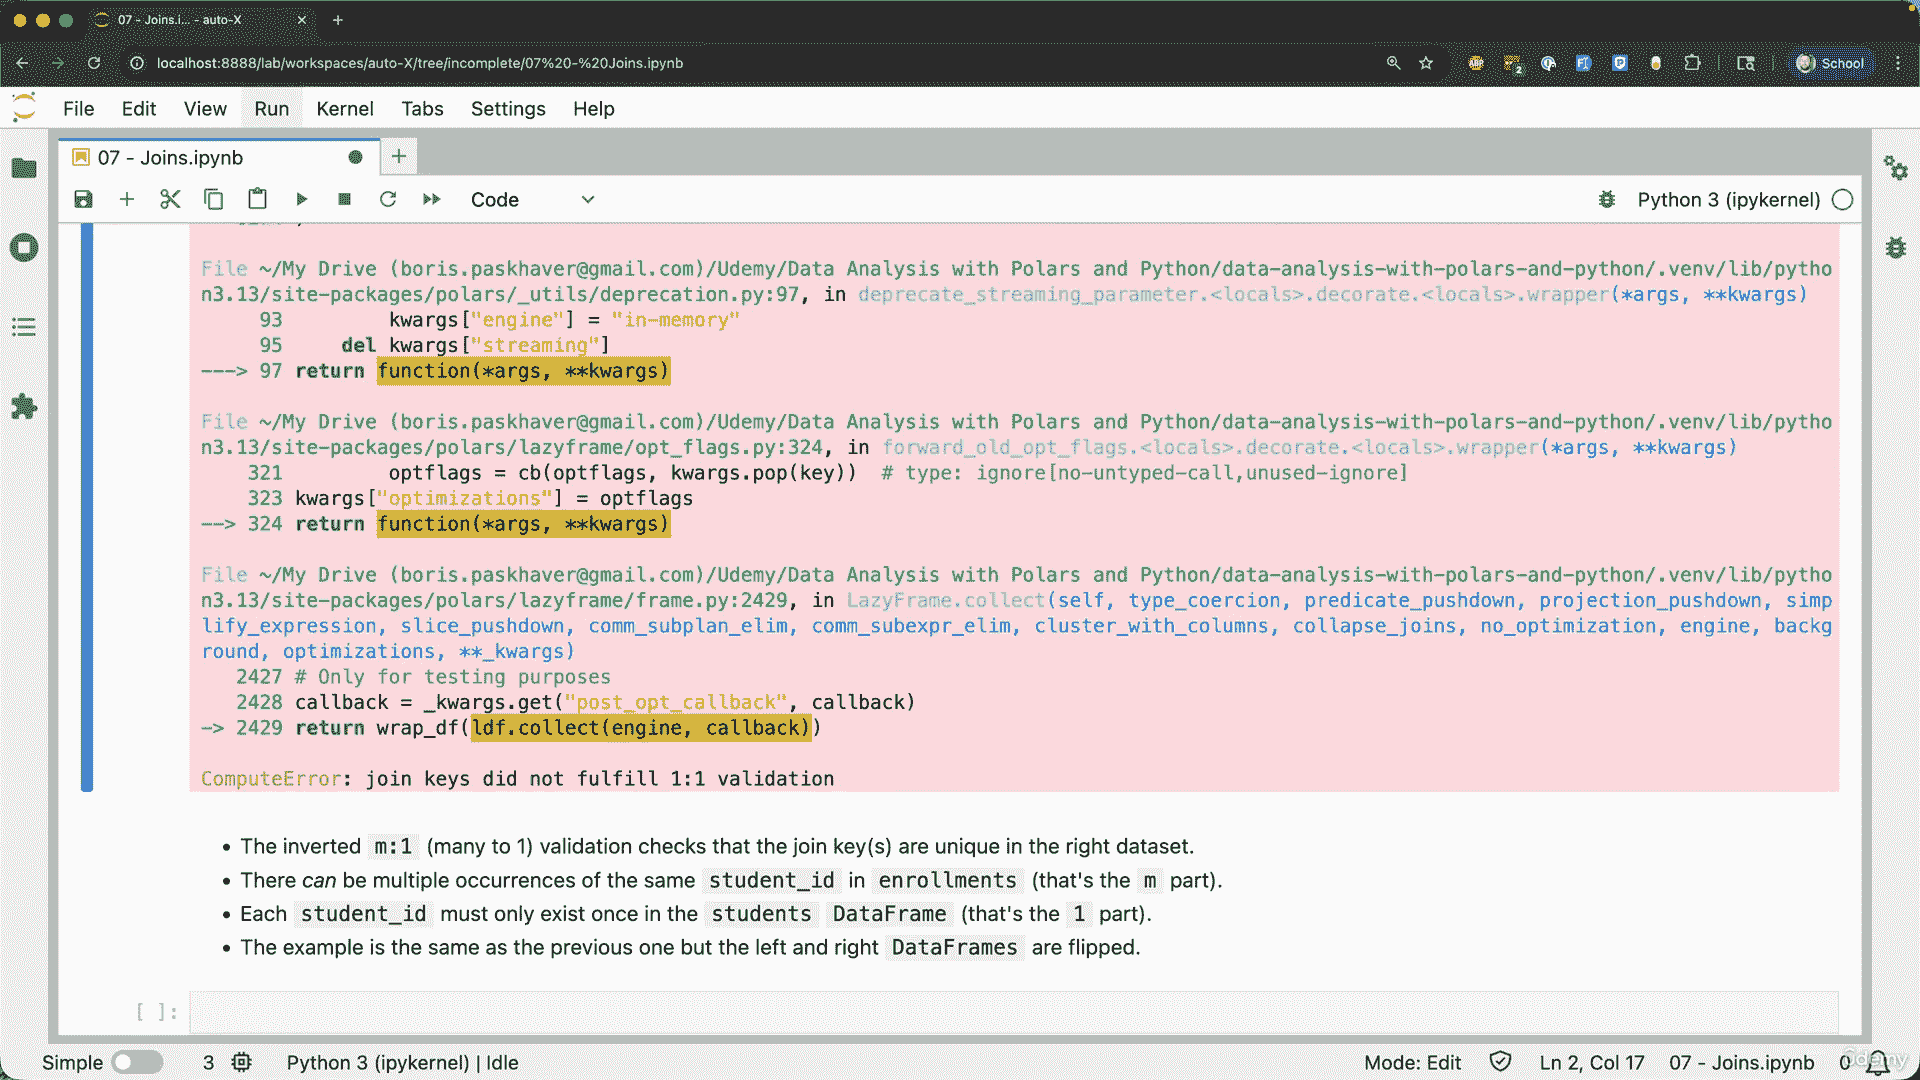 07 - Joins.i... - auto-X
localhost:8888/lab/workspaces/auto-X/tree/incomplete/07%20-%20Joins.ipynb
School
File Edit View Run Kernel Tabs Settings Help
07 - Joins.ipynb
Code
Python 3 (ipykernel)
File ~/My Drive (boris.paskhaver@gmail.com)/Udemy/Data Analysis with Polars and Python/data-analysis-with-polars-and-python/.venv/lib/pytho
n3.13/site-packages/polars/_utils/deprecation.py:97, in deprecate_streaming_parameter.<locals>.decorate.<locals>.wrapper(*args, **kwargs)
93 kwargs["engine"] = "in-memory"
95 del kwargs["streaming"]
---> 97 return function(*args, **kwargs)
File ~/My Drive (boris.paskhaver@gmail.com)/Udemy/Data Analysis with Polars and Python/data-analysis-with-polars-and-python/.venv/lib/pytho
n3.13/site-packages/polars/lazyframe/opt_flags.py:324, in forward_old_opt_flags.<locals>.decorate.<locals>.wrapper(*args, **kwargs)
321 optflags = cb(optflags, kwargs.pop(key)) # type: ignore[no-untyped-call,unused-ignore]
323 kwargs["optimizations"] = optflags
--> 324 return function(*args, **kwargs)
File ~/My Drive (boris.paskhaver@gmail.com)/Udemy/Data Analysis with Polars and Python/data-analysis-with-polars-and-python/.venv/lib/pytho
n3.13/site-packages/polars/lazyframe/frame.py:2429, in LazyFrame.collect(self, type_coercion, predicate_pushdown, projection_pushdown, simp
lify_expression, slice_pushdown, comm_subplan_elim, comm_subexpr_elim, cluster_with_columns, collapse_joins, no_optimization, engine, backg
round, optimizations, **_kwargs)
2427 # Only for testing purposes
2428 callback = _kwargs.get("post_opt_callback", callback)
-> 2429 return wrap_df(ldf.collect(engine, callback))
ComputeError: join keys did not fulfill 1:1 validation
• The inverted m:1 (many to 1) validation checks that the join key(s) are unique in the right dataset.
• There can be multiple occurrences of the same student_id in enrollments (that's the m part).
• Each student_id must only exist once in the students DataFrame (that's the 1 part).
• The example is the same as the previous one but the left and right DataFrames are flipped.
[ ]:
Simple 3 Python 3 (ipykernel) | Idle Mode: Edit Ln 2, Col 17 07 - Joins.ipynb 0
Udemy